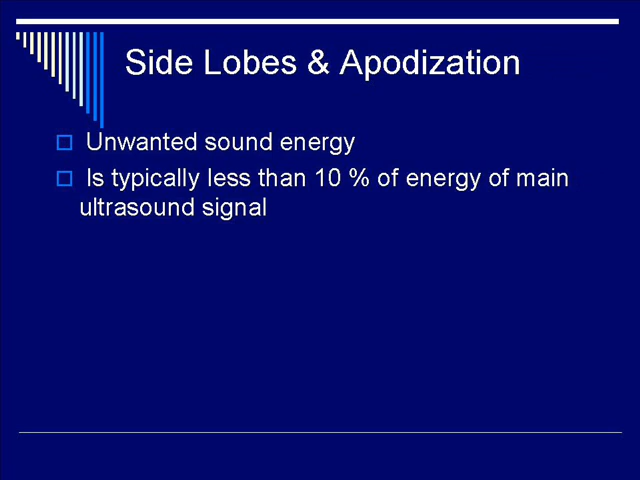 Side Lobes & Apodization
Unwanted sound energy
Is typically less than 10 % of energy of main
ultrasound signal